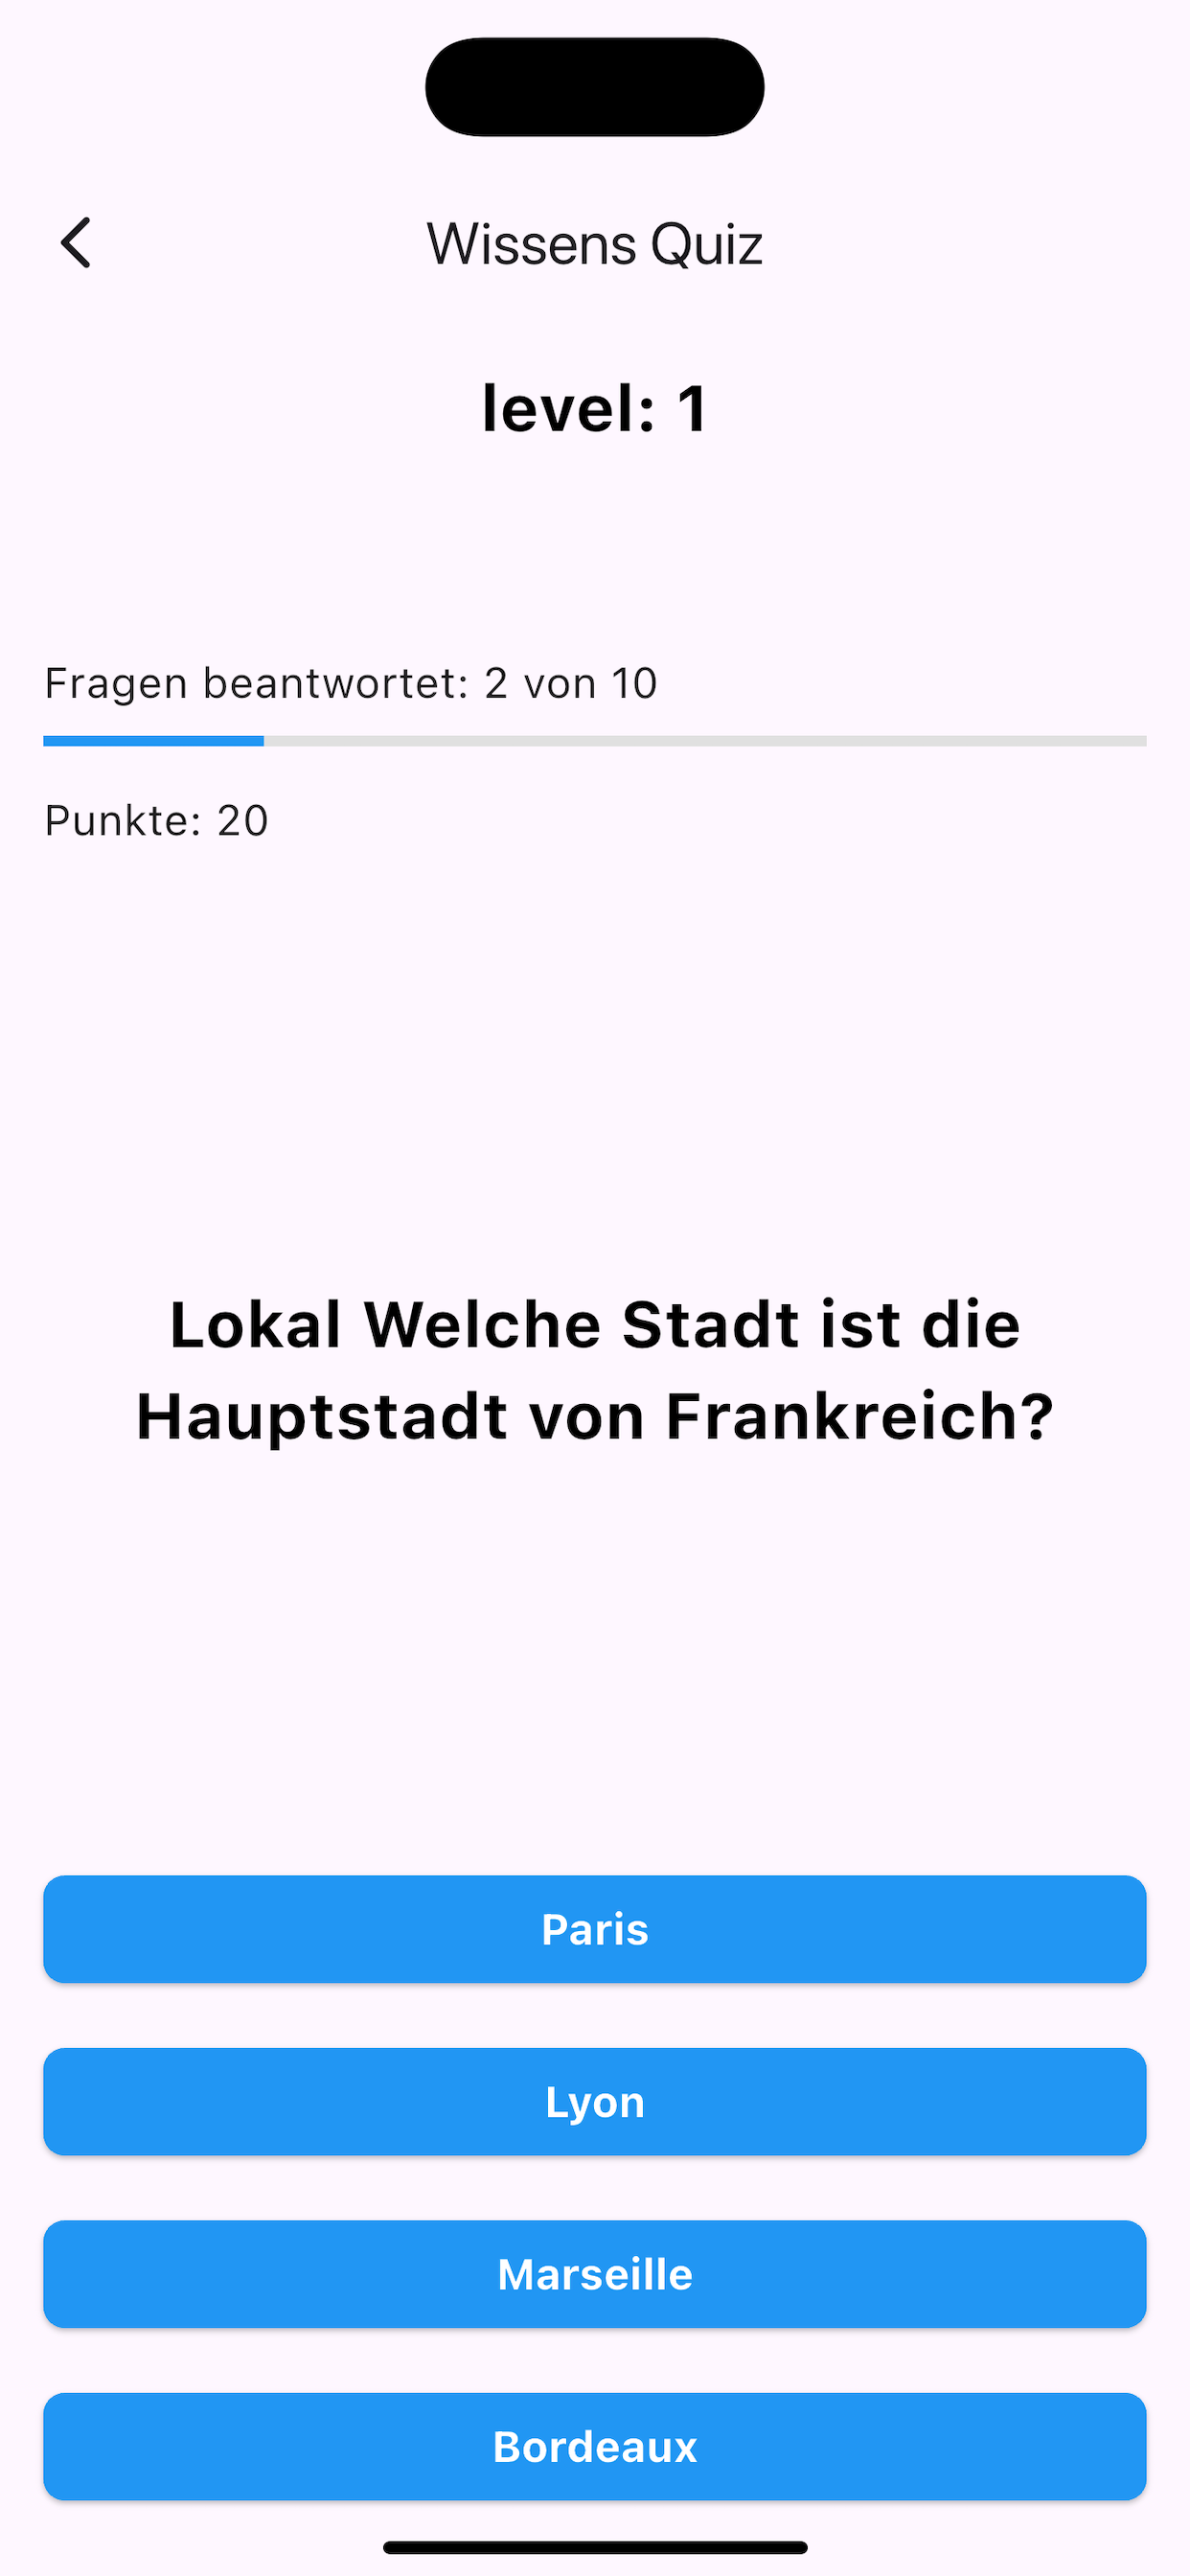 Wissens Quiz
level: 1
Fragen beantwortet: 2 von 10
Punkte: 20
Lokal Welche Stadt ist die
Hauptstadt von Frankreich?
Paris
Lyon
Marseille
Bordeaux